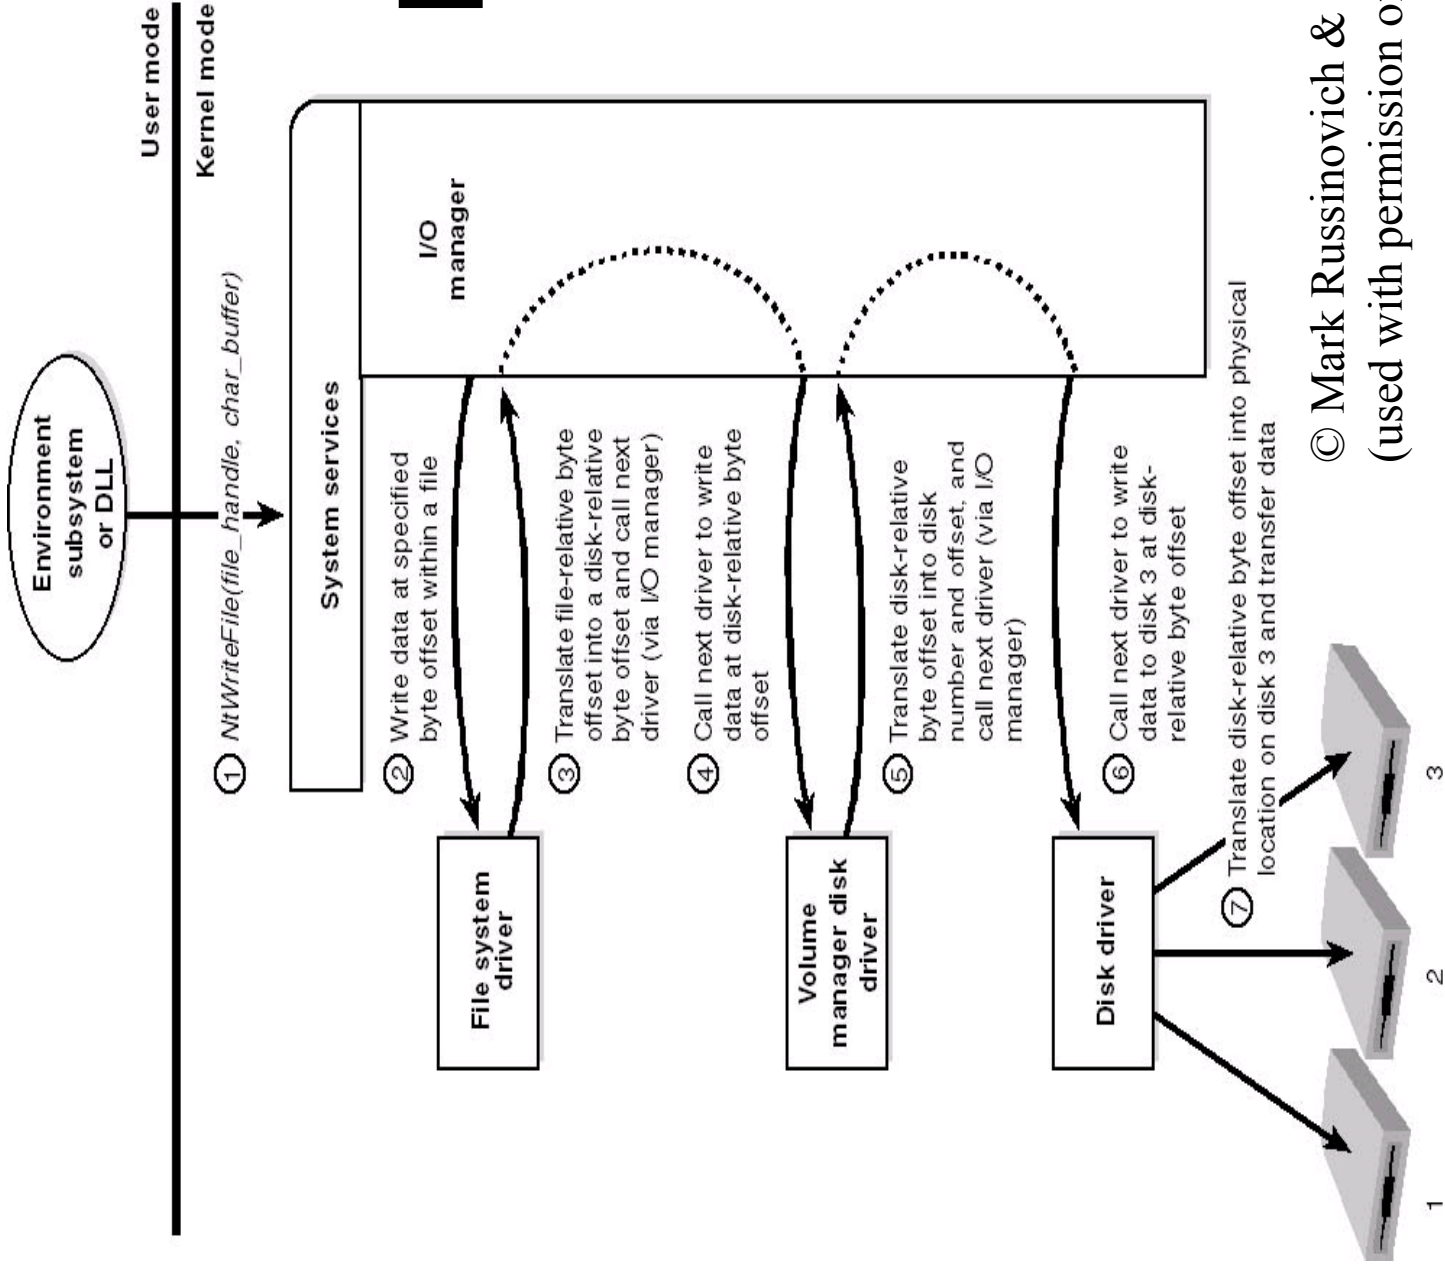 Environment
subsystem
or DLL
User mode
Kernel mode
① NtWriteFile(file_handle, char_buffer)
System services
I/O
manager
② Write data at specified
byte offset within a file
File system
driver
③ Translate file-relative byte
offset into a disk-relative
byte offset and call next
driver (via I/O manager)
④ Call next driver to write
data at disk-relative byte
offset
Volume
manager disk
driver
⑤ Translate disk-relative
byte offset into disk
number and offset, and
call next driver (via I/O
manager)
⑥ Call next driver to write
data to disk 3 at disk-
relative byte offset
Disk driver
⑦ Translate disk-relative byte offset into physical
location on disk 3 and transfer data
1
2
3
© Mark Russinovich &
(used with permission